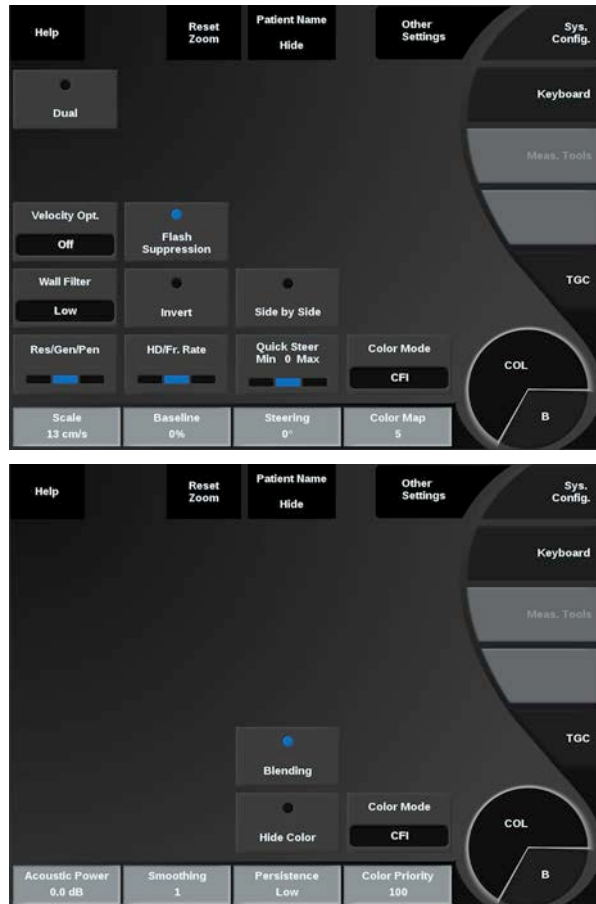 Help
Reset
Zoom
Patient Name
Hide
Other
Settings
Sys.
Config.
Dual
Keyboard
Meas. Tools
Velocity Opt.
Off
Flash
Suppression
Wall Filter
Low
Invert
Side by Side
TGC
Res/Gen/Pen
HD/Fr. Rate
Quick Steer
Min 0 Max
Color Mode
CFI
COL
B
Scale
13 cm/s
Baseline
0%
Steering
0°
Color Map
5
Help
Reset
Zoom
Patient Name
Hide
Other
Settings
Sys.
Config.
Keyboard
Meas. Tools
TGC
Blending
Hide Color
Color Mode
CFI
COL
B
Acoustic Power
0.0 dB
Smoothing
1
Persistence
Low
Color Priority
100